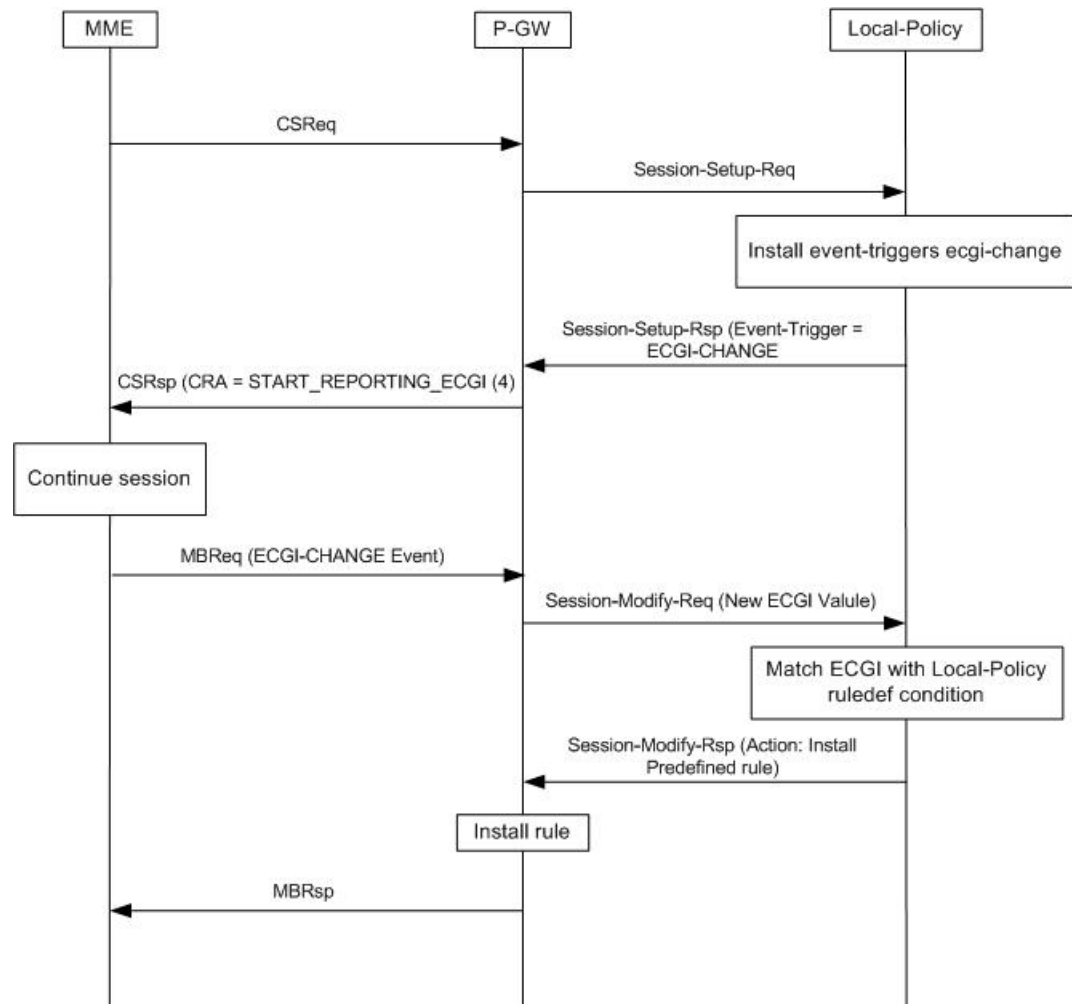 MME
P-GW
Local-Policy
CSReq
Session-Setup-Req
Install event-triggers ecgi-change
Session-Setup-Rsp (Event-Trigger =
ECGI-CHANGE
CSRsp (CRA = START_REPORTING_ECGI (4)
Continue session
MBReq (ECGI-CHANGE Event)
Session-Modify-Req (New ECGI Valule)
Match ECGI with Local-Policy
ruledef condition
Session-Modify-Rsp (Action: Install
Predefined rule)
Install rule
MBRsp